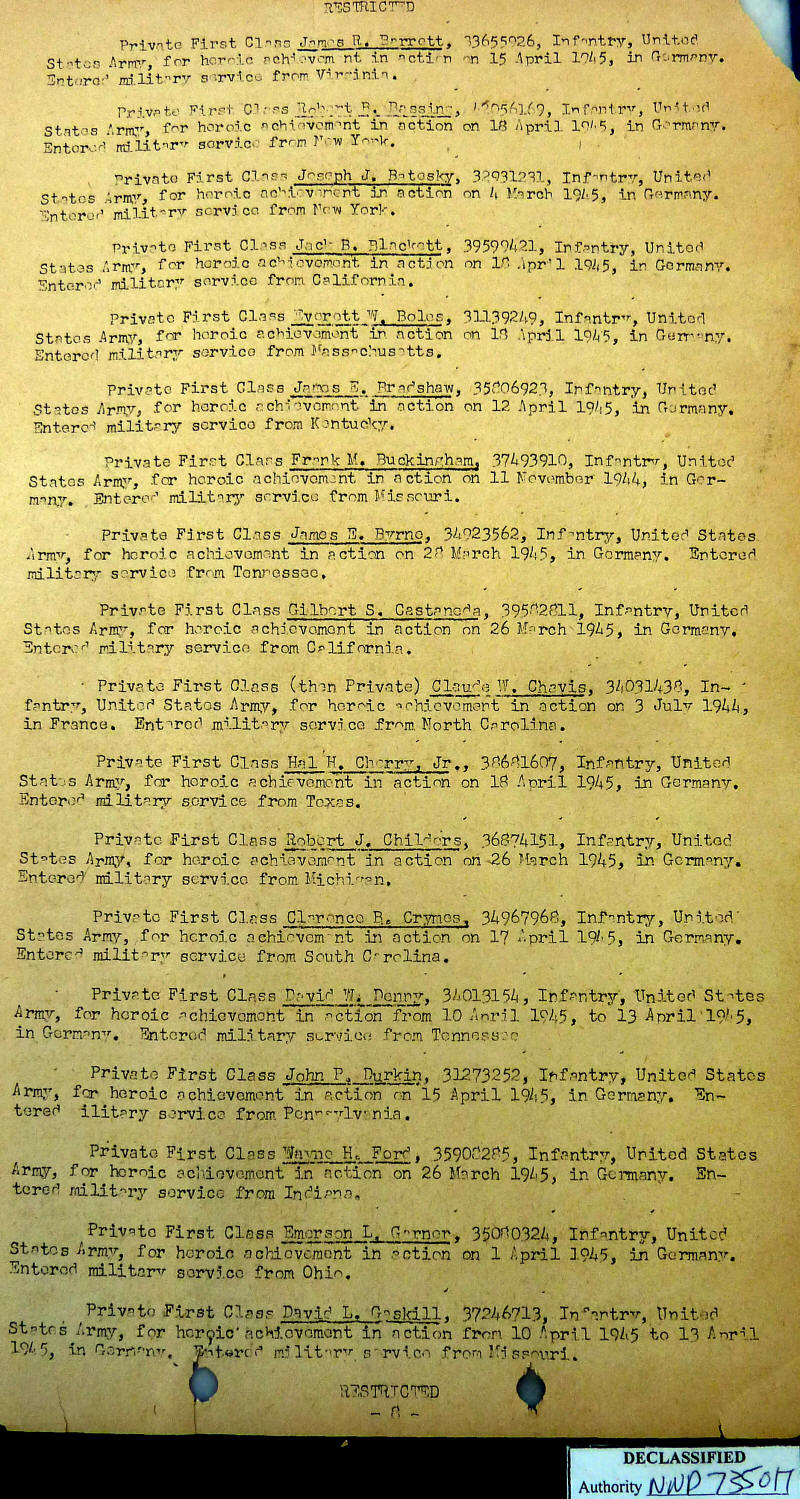 RESTRICTED
Private First Class James R. Barrott, 33655026, Infantry, United
States Army, for heroic achievement in action on 15 April 1945, in Germany.
Entered military service from Virginia.
Private First Class Robert B. Bassing, Infantry, United
States Army, for heroic achievement in action on 18 April 1945, in Germany.
Entered military service from New York.
Private First Class Joseph J. Batosky, 32931231, Infantry, United
States Army, for heroic achievement in action on 4 March 1945, in Germany.
Entered military service from New York.
Private First Class Jack B. Blackett, 39599421, Infantry, United
States Army, for heroic achievement in action on 18 April 1945, in Germany.
Entered military service from California.
Private First Class Everett W. Boles, 31139249, Infantry, United
States Army, for heroic achievement in action on 18 April 1945, in Germany.
Entered military service from Massachusetts.
Private First Class James E. Bradshaw, 35806923, Infantry, United
States Army, for heroic achievement in action on 12 April 1945, in Germany.
Entered military service from Kentucky.
Private First Class Frank M. Buckingham, 37493910, Infantry, United
States Army, for heroic achievement in action on 11 November 1944, in Ger-
many. Entered military service from Missouri.
Private First Class James E. Byrne, 34923562, Infantry, United States
Army, for heroic achievement in action on 28 March 1945, in Germany. Entered
military service from Tennessee.
Private First Class Gilbert S. Castaneda, 39582811, Infantry, United
States Army, for heroic achievement in action on 26 March 1945, in Germany.
Entered military service from California.
Private First Class (then Private) Claude W. Chavis, 34031438, In-
fantry, United States Army, for heroic achievement in action on 3 July 1944,
in France. Entered military service from North Carolina.
Private First Class Hal H. Cherry, Jr., 38681607, Infantry, United
States Army, for heroic achievement in action on 18 April 1945, in Germany.
Entered military service from Texas.
Private First Class Robert J. Childers, 36874151, Infantry, United
States Army, for heroic achievement in action on 26 March 1945, in Germany.
Entered military service from Michigan.
Private First Class Clarence R. Crymes, 34967968, Infantry, United
States Army, for heroic achievement in action on 17 April 1945, in Germany.
Entered military service from South Carolina.
Private First Class David W. Denny, 34013154, Infantry, United States
Army, for heroic achievement in action from 10 April 1945, to 13 April 1945,
in Germany. Entered military service from Tennessee
Private First Class John P. Durkin, 31273252, Infantry, United States
Army, for heroic achievement in action on 15 April 1945, in Germany. En-
tered ilitary service from Pennsylvania.
Private First Class Wayne H. Ford, 35908285, Infantry, United States
Army, for heroic achievement in action on 26 March 1945, in Germany. En-
tered military service from Indiana.
Private First Class Emerson L. Garner, 35080324, Infantry, United
States Army, for heroic achievement in action on 1 April 1945, in Germany.
Entered military service from Ohio.
Private First Class David L. Gaskill, 37246713, Infantry, United
States Army, for heroic achievement in action from 10 April 1945 to 13 April
1945, in Germany. Entered military service from Missouri.
RESTRICTED
- 8 -
DECLASSIFIED
Authority NND 735017